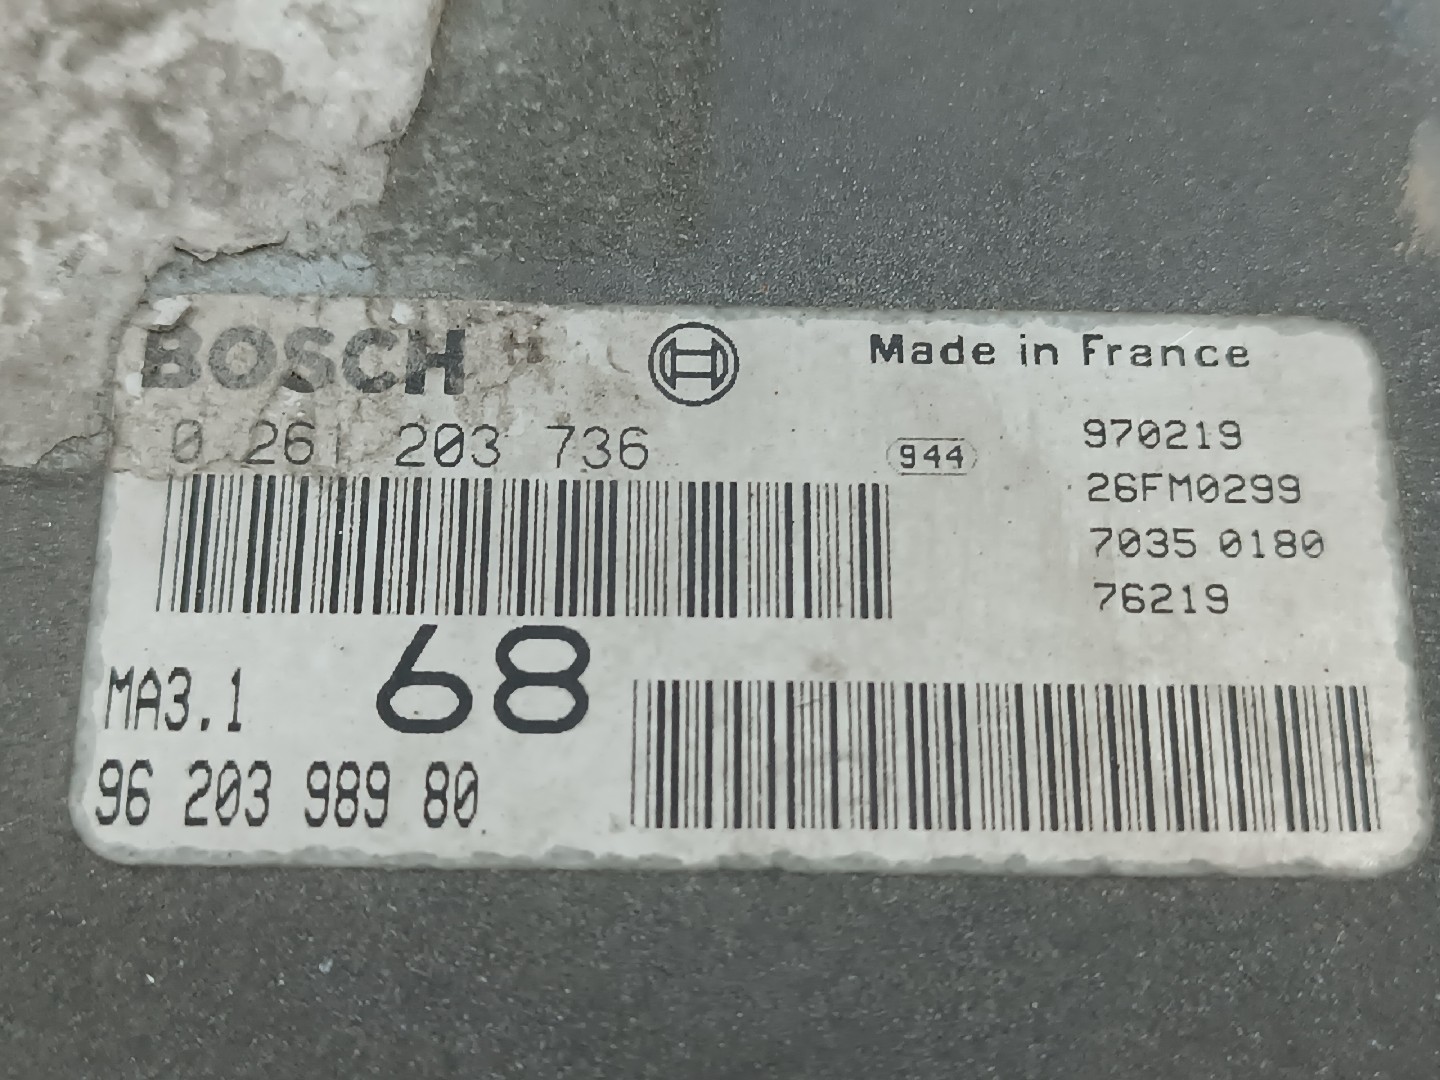 BOSCH
Made in France
0 261 203 736
944
970219
26FM0299
7035 0180
76219
MA3.1
68
96 203 989 80